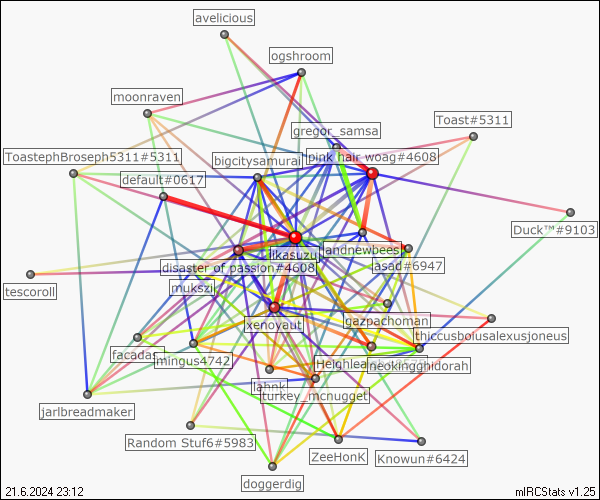 avelicious
ogshroom
moonraven
Toast#5311
gregor_samsa
ToastephBroseph5311#5311
bigcitysamurai
pink hair woag#4608
default#0617
Duck™#9103
landnewbees
likasuzu
asad#6947
disaster of passion#4608
mukszi
tescoroll
xenoyaut
gazpachoman
thiccusbolusalexusjoneus
facadas
mingus4742
neokingghidorah
lahnk
turkey_mcnugget
jarlbreadmaker
Random Stuf6#5983
ZeeHonK
Knowun#6424
doggerdig
21.6.2024 23:12
mIRCStats v1.25